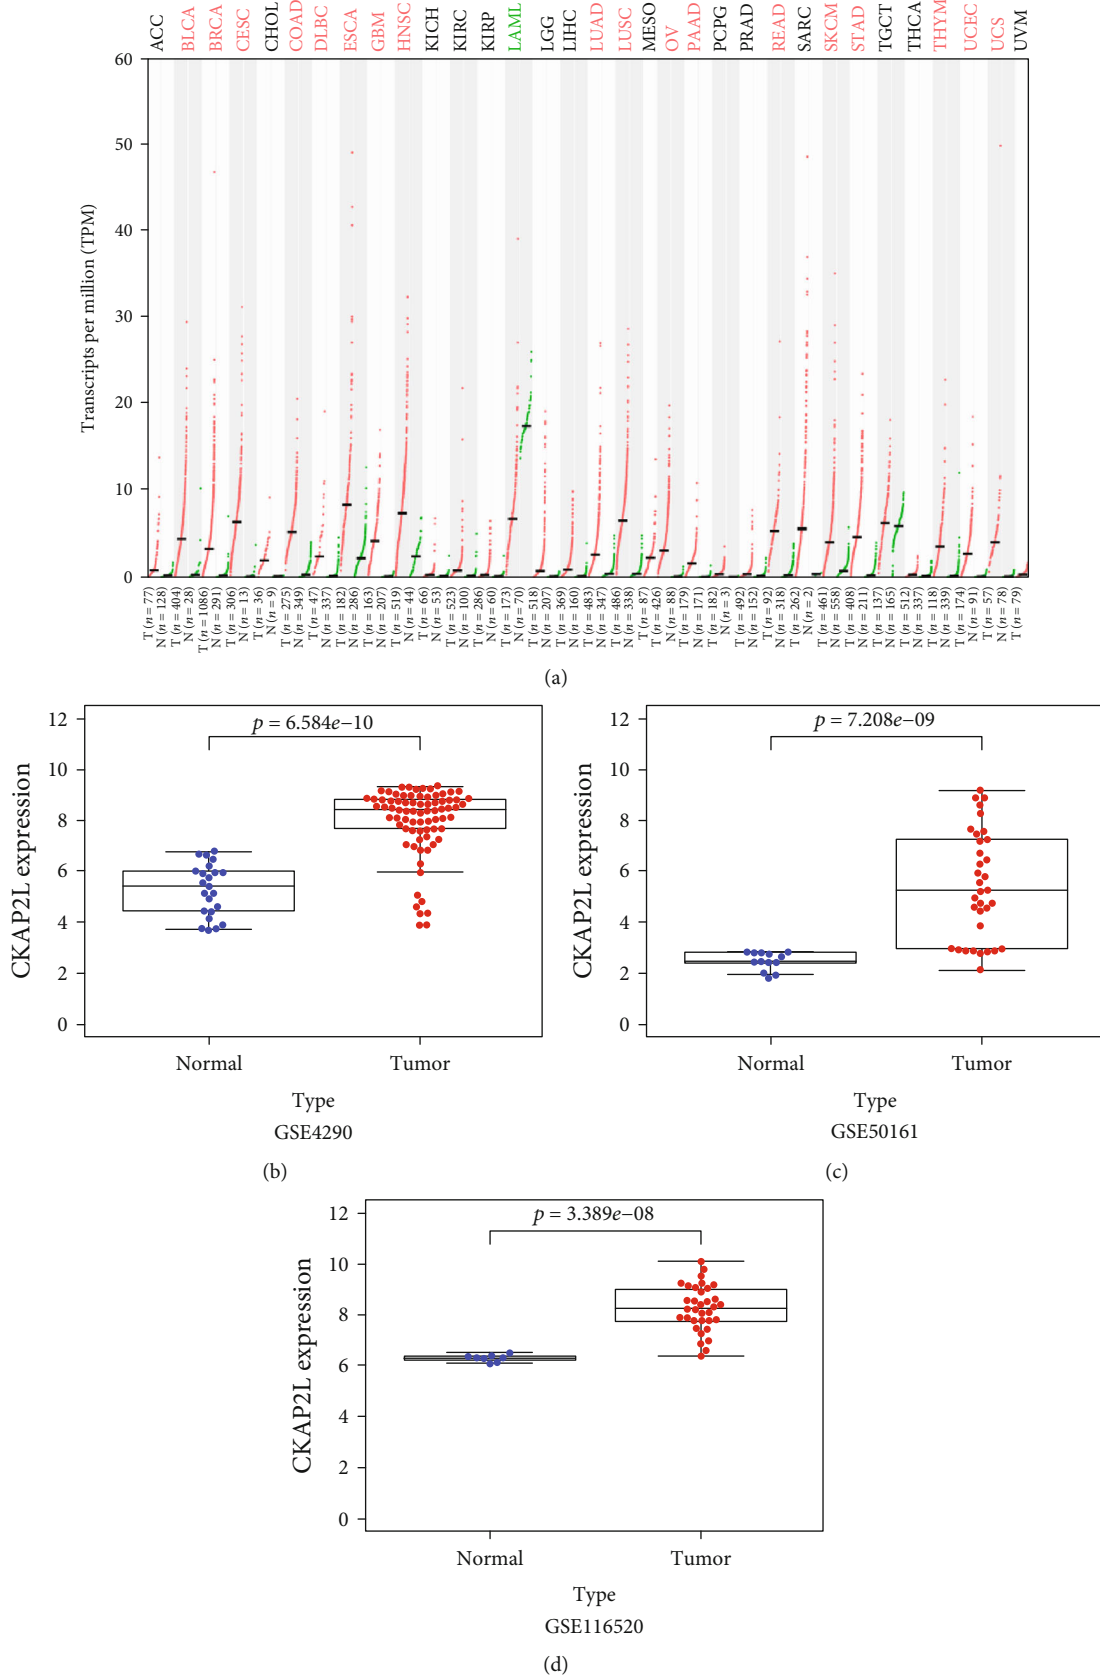 ACC BLCA BRCA CESC CHOL COAD DLBC ESCA GBM HNSC KICH KIRC KIRP LAML LGG LIHC LUAD LUSC MESO OV PAAD PCPG PRAD READ SARC SKCM STAD TGCT THCA THYM UCEC UCS UVM
60
50
40
30
20
10
0
Transcripts per million (TPM)
T (n = 77)
N (n = 128)
T (n = 404)
N (n = 28)
T (n = 1086)
N (n = 291)
T (n = 306)
N (n = 13)
T (n = 36)
N (n = 9)
T (n = 275)
N (n = 349)
T (n = 47)
N (n = 337)
T (n = 182)
N (n = 286)
T (n = 163)
N (n = 207)
T (n = 519)
N (n = 44)
T (n = 66)
N (n = 53)
T (n = 523)
N (n = 100)
T (n = 286)
N (n = 60)
T (n = 173)
N (n = 70)
T (n = 518)
N (n = 207)
T (n = 369)
N (n = 160)
T (n = 483)
N (n = 347)
T (n = 486)
N (n = 338)
T (n = 87)
T (n = 426)
N (n = 88)
T (n = 179)
N (n = 171)
T (n = 182)
N (n = 3)
T (n = 492)
N (n = 152)
T (n = 92)
N (n = 318)
T (n = 262)
N (n = 2)
T (n = 461)
N (n = 558)
T (n = 408)
N (n = 211)
T (n = 137)
N (n = 165)
T (n = 512)
N (n = 337)
T (n = 118)
N (n = 339)
T (n = 174)
N (n = 91)
T (n = 57)
N (n = 78)
T (n = 79)
(a)
p = 6.584e−10
12
10
8
6
4
2
0
CKAP2L expression
Normal Tumor
Type
GSE4290
(b)
p = 7.208e−09
12
10
8
6
4
2
0
CKAP2L expression
Normal Tumor
Type
GSE50161
(c)
p = 3.389e−08
12
10
8
6
4
2
0
CKAP2L expression
Normal Tumor
Type
GSE116520
(d)